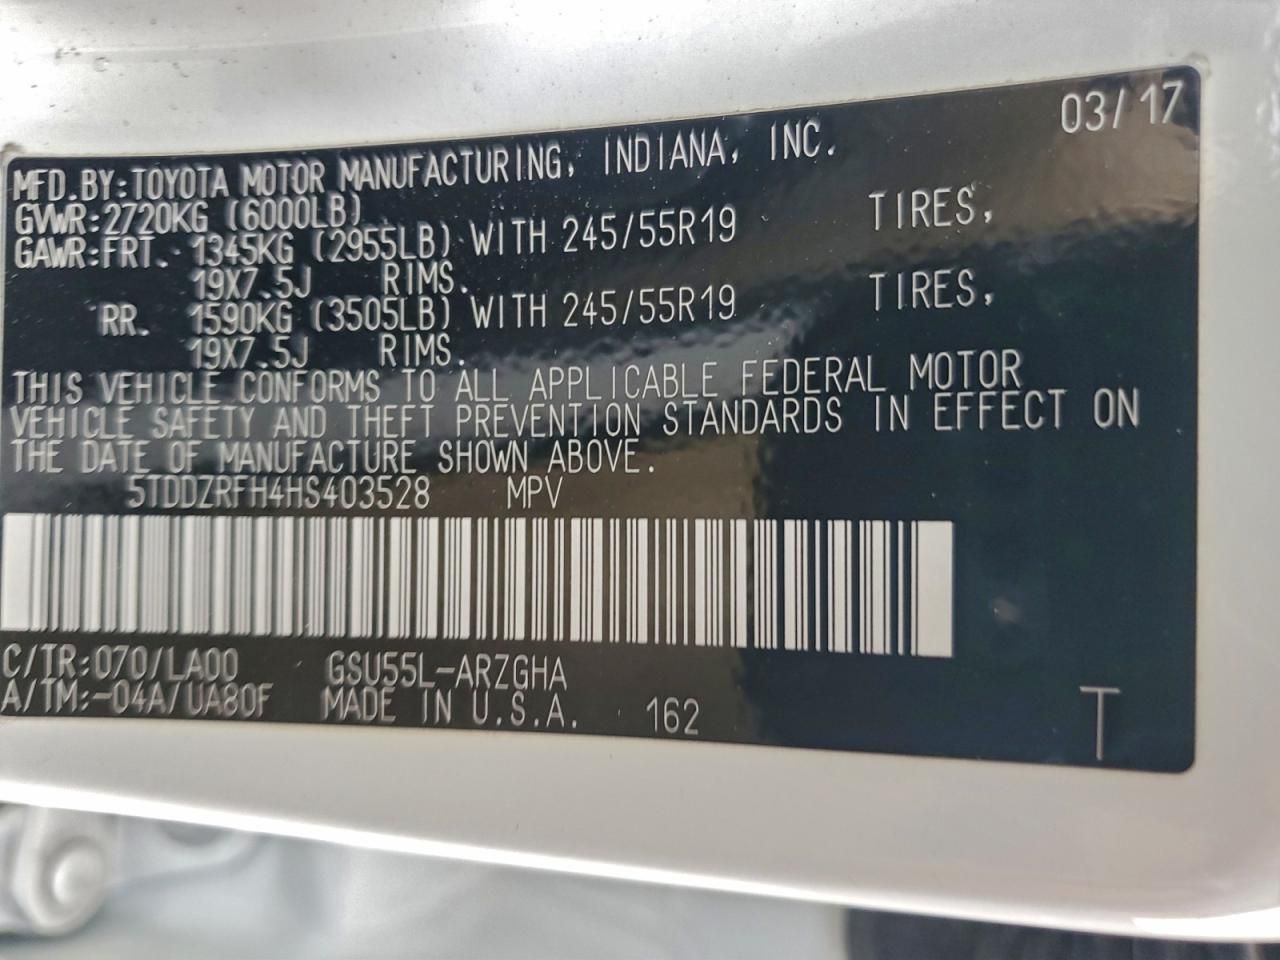 03/17
MFD.BY:TOYOTA MOTOR MANUFACTURING, INDIANA, INC.
GVWR:2720KG (6000LB)
GAWR:FRT. 1345KG (2955LB) WITH 245/55R19 TIRES,
19X7.5J RIMS.
RR. 1590KG (3505LB) WITH 245/55R19 TIRES,
19X7.5J RIMS.
THIS VEHICLE CONFORMS TO ALL APPLICABLE FEDERAL MOTOR
VEHICLE SAFETY AND THEFT PREVENTION STANDARDS IN EFFECT ON
THE DATE OF MANUFACTURE SHOWN ABOVE.
5TDDZRFH4HS403528 MPV
C/TR:070/LA00 GSU55L-ARZGHA
A/TM:-04A/UA80F MADE IN U.S.A. 162
T